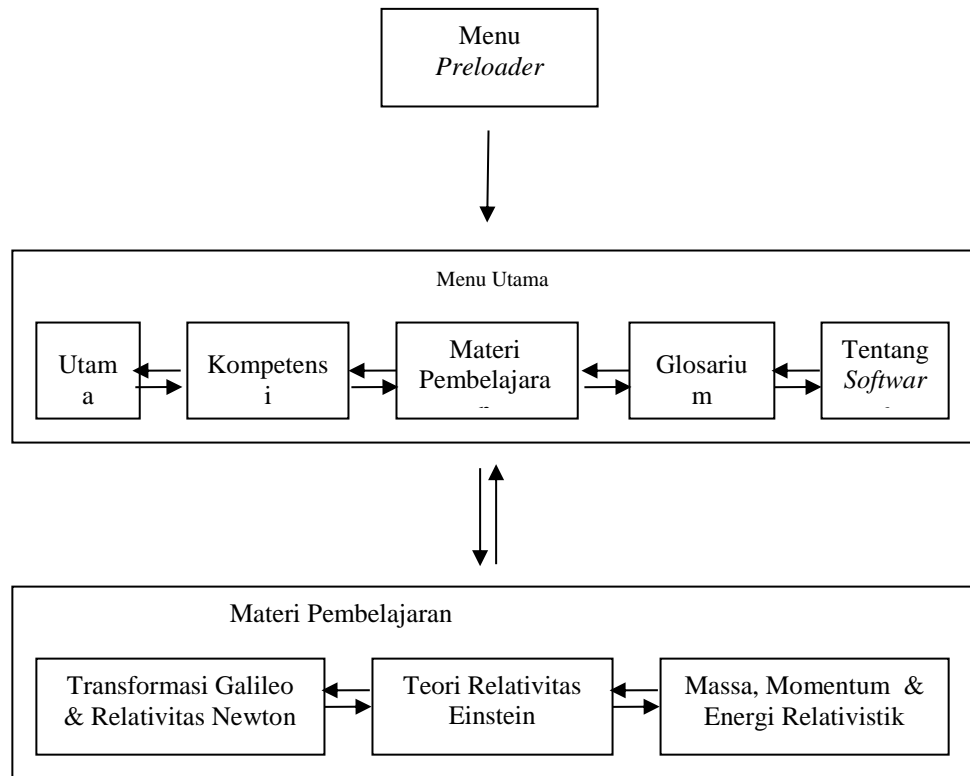 Menu
Preloader
Menu Utama
Utam
a
Kompetens
i
Materi
Pembelajara
Glosariu
m
Tentang
Softwar
Materi Pembelajaran
Transformasi Galileo
& Relativitas Newton
Teori Relativitas
Einstein
Massa, Momentum &
Energi Relativistik